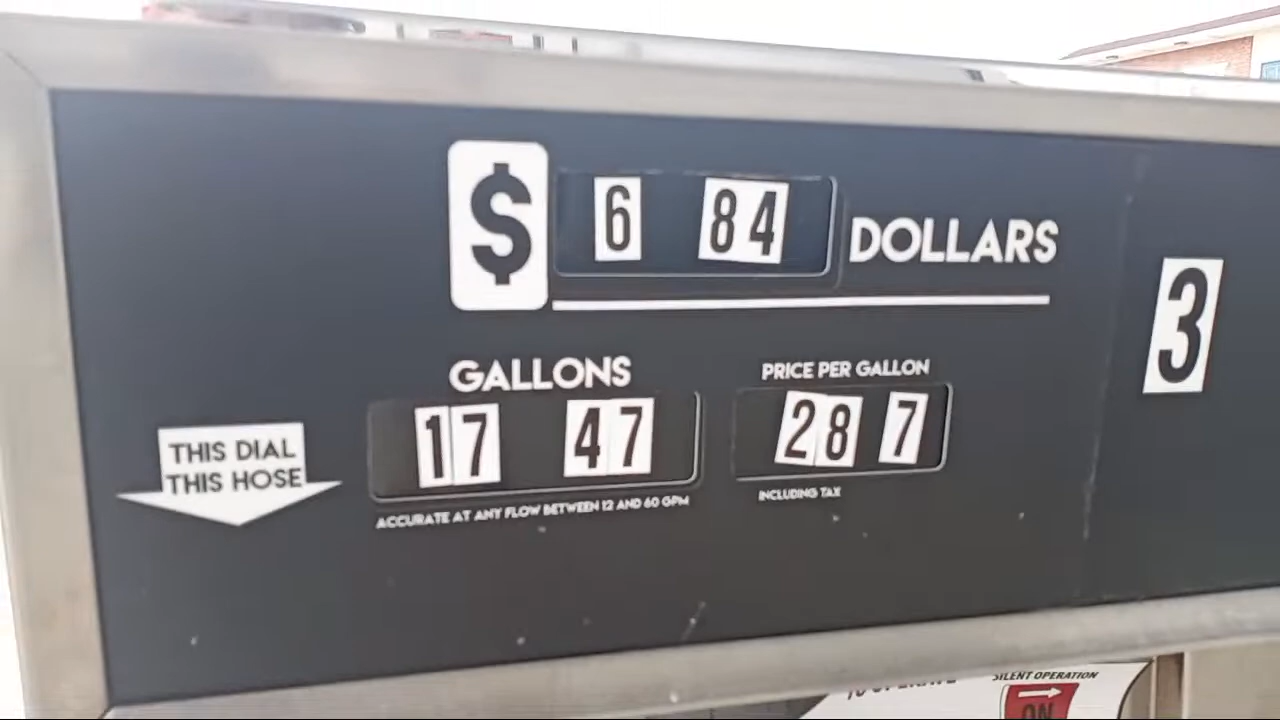 $ 6 84 DOLLARS
3
GALLONS PRICE PER GALLON
17 47 28 7
THIS DIAL
THIS HOSE
ACCURATE AT ANY FLOW BETWEEN 12 AND 60 GPM
INCLUDING TAX
SILENT OPERATION
ON